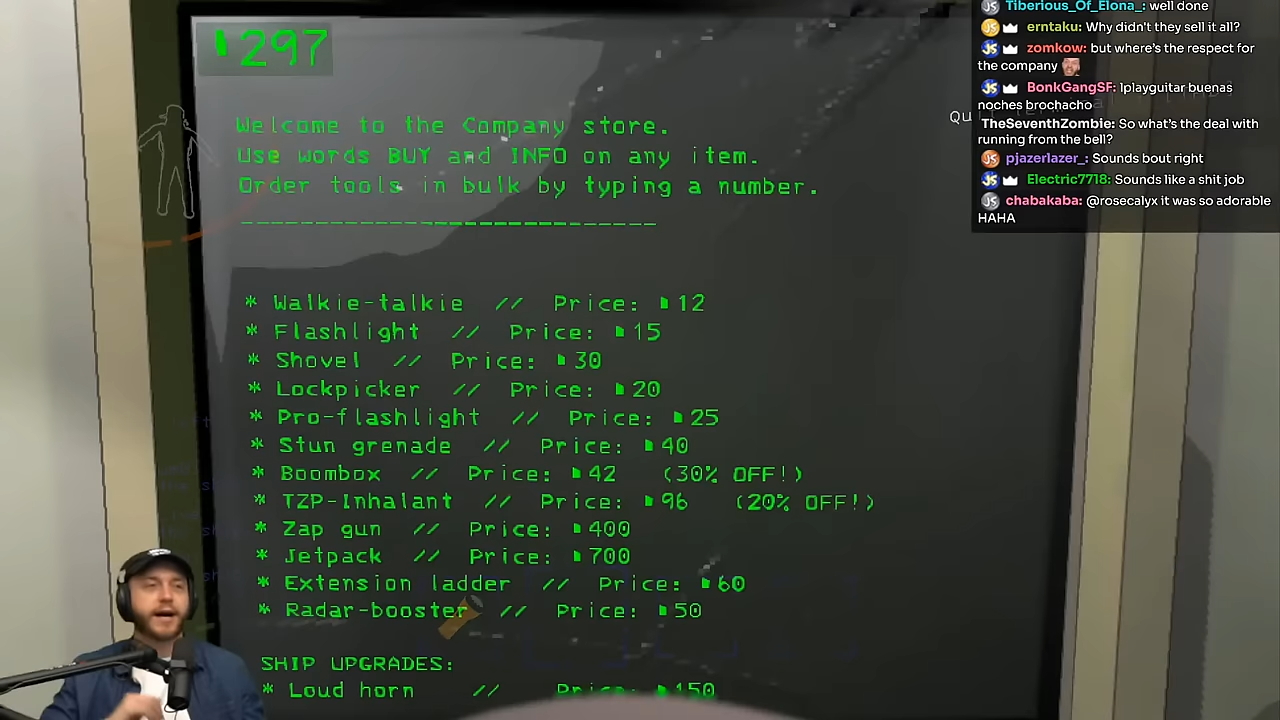 297
Welcome to the Company store.
Use words BUY and INFO on any item.
Order tools in bulk by typing a number.
----------------------------
* Walkie-talkie // Price: 12
* Flashlight // Price: 15
* Shovel // Price: 30
* Lockpicker // Price: 20
* Pro-flashlight // Price: 25
* Stun grenade // Price: 40
* Boombox // Price: 42 (30% OFF!)
* TZP-Inhalant // Price: 96 (20% OFF!)
* Zap gun // Price: 400
* Jetpack // Price: 700
* Extension ladder // Price: 60
* Radar-booster // Price: 50
SHIP UPGRADES:
* Loud horn // Price: 150
Tiberious_Of_Elona_: well done
erntaku: Why didn't they sell it all?
zomkow: but where's the respect for
the company
BonkGangSF: Iplayguitar buenas
noches brochacho
TheSeventhZombie: So what's the deal with
running from the bell?
pjazerlazer_: Sounds bout right
Electric7718: Sounds like a shit job
chabakaba: @rosecalyx it was so adorable
HAHA